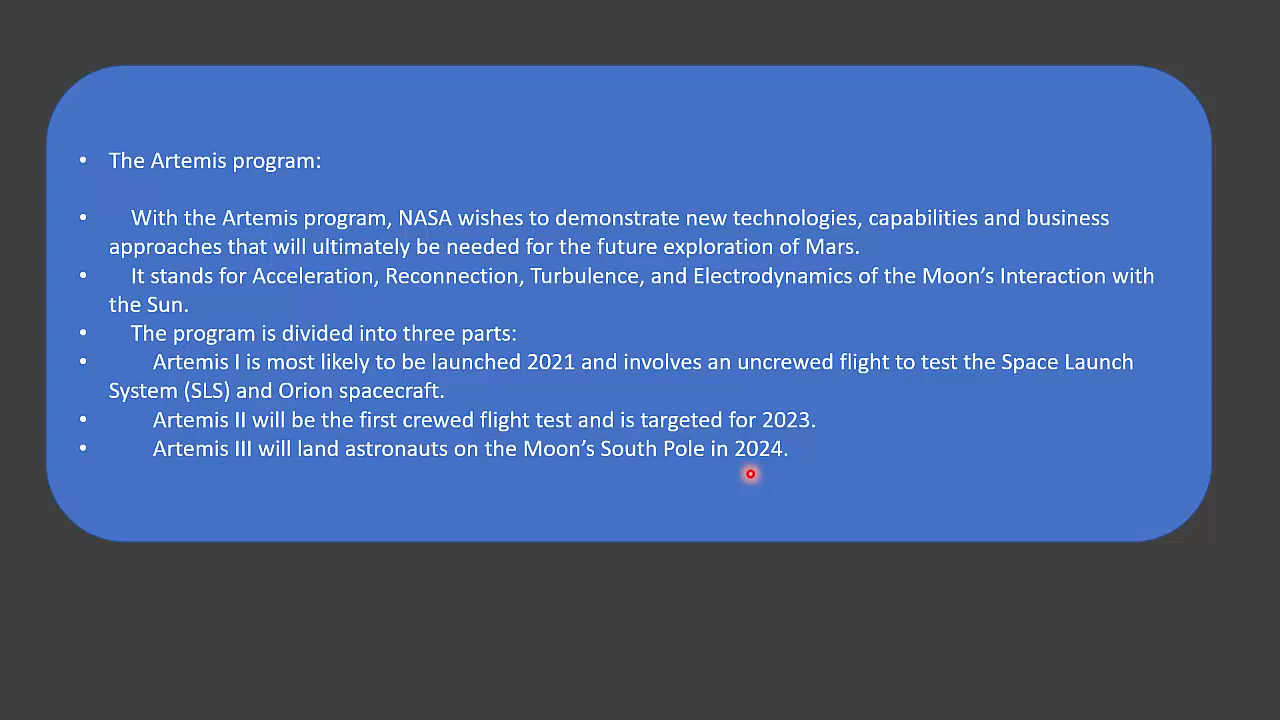 • The Artemis program:
• With the Artemis program, NASA wishes to demonstrate new technologies, capabilities and business
approaches that will ultimately be needed for the future exploration of Mars.
• It stands for Acceleration, Reconnection, Turbulence, and Electrodynamics of the Moon’s Interaction with
the Sun.
• The program is divided into three parts:
• Artemis I is most likely to be launched 2021 and involves an uncrewed flight to test the Space Launch
System (SLS) and Orion spacecraft.
• Artemis II will be the first crewed flight test and is targeted for 2023.
• Artemis III will land astronauts on the Moon’s South Pole in 2024.